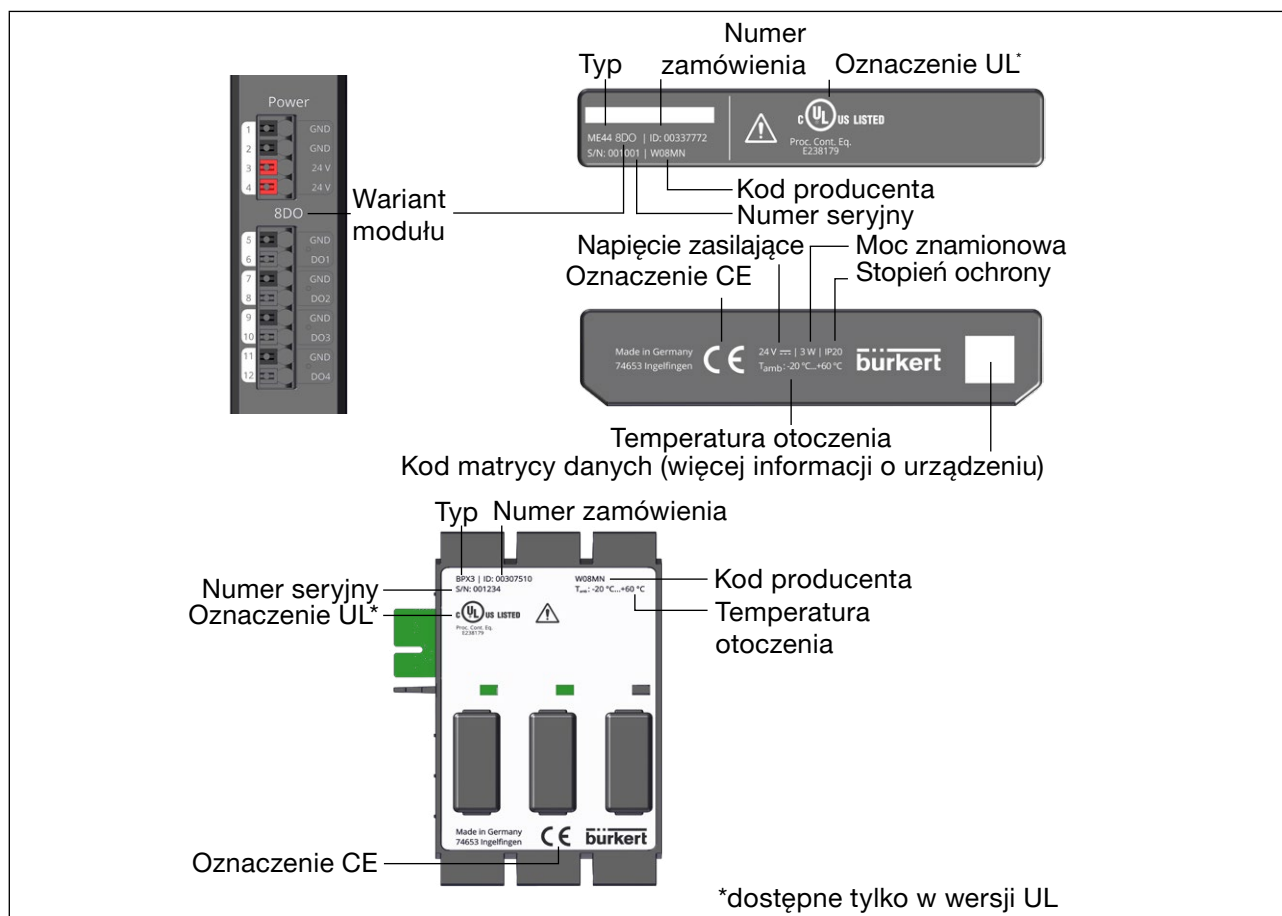 Numer
Typ zamówienia Oznaczenie UL*
Power
1 GND
2 GND
3 24 V
4 24 V
8DO
5 GND
6 DO1
7 GND
8 DO2
9 GND
10 DO3
11 GND
12 DO4
Wariant
modułu
ME44 8DO | ID: 00337772
S/N: 001001 | W08MN
C UL US LISTED
Proc. Cont. Eq.
E238179
Kod producenta
Numer seryjny
Napięcie zasilające
Moc znamionowa
Oznaczenie CE
Stopień ochrony
Made in Germany
74653 Ingelfingen
CE
24 V ⎓ | 3 W | IP20
Tamb: -20 °C...+60 °C
bürkert
Temperatura otoczenia
Kod matrycy danych (więcej informacji o urządzeniu)
Typ Numer zamówienia
BPX3 | ID: 00307510
S/N: 001234
W08MN
Tamb: -20 °C...+60 °C
Numer seryjny
Oznaczenie UL*
Kod producenta
Temperatura
otoczenia
C UL US LISTED
Proc. Cont. Eq.
E238179
Made in Germany
74653 Ingelfingen
CE
bürkert
Oznaczenie CE
*dostępne tylko w wersji UL